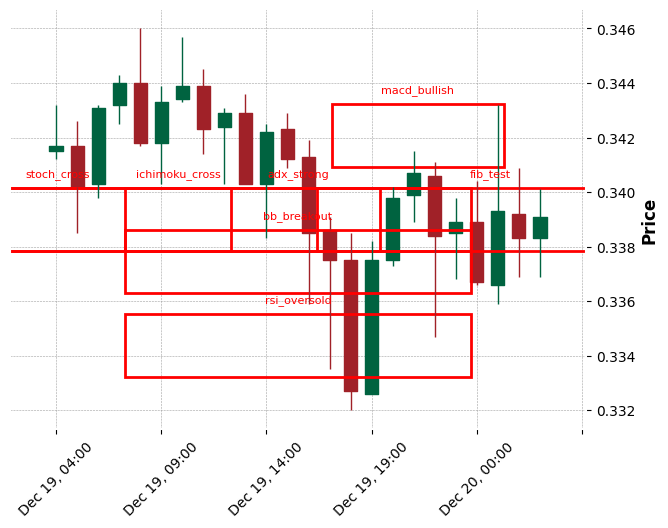 0.346
macd_bullish
0.344
0.342
stoch_cross ichimoku_cross adx_strong fib_test
0.340
bb_breakout
0.338
Price
0.336
rsi_oversold
0.334
0.332
Dec 19, 04:00
Dec 19, 09:00
Dec 19, 14:00
Dec 19, 19:00
Dec 20, 00:00